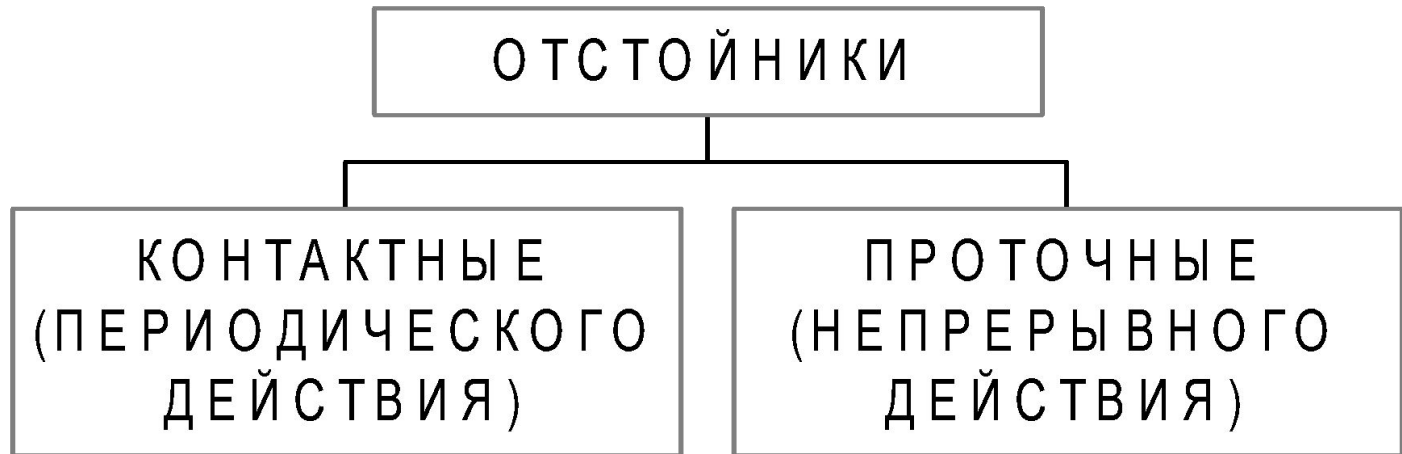 ОТСТОЙНИКИ
КОНТАКТНЫЕ
(ПЕРИОДИЧЕСКОГО
ДЕЙСТВИЯ)
ПРОТОЧНЫЕ
(НЕПРЕРЫВНОГО
ДЕЙСТВИЯ)